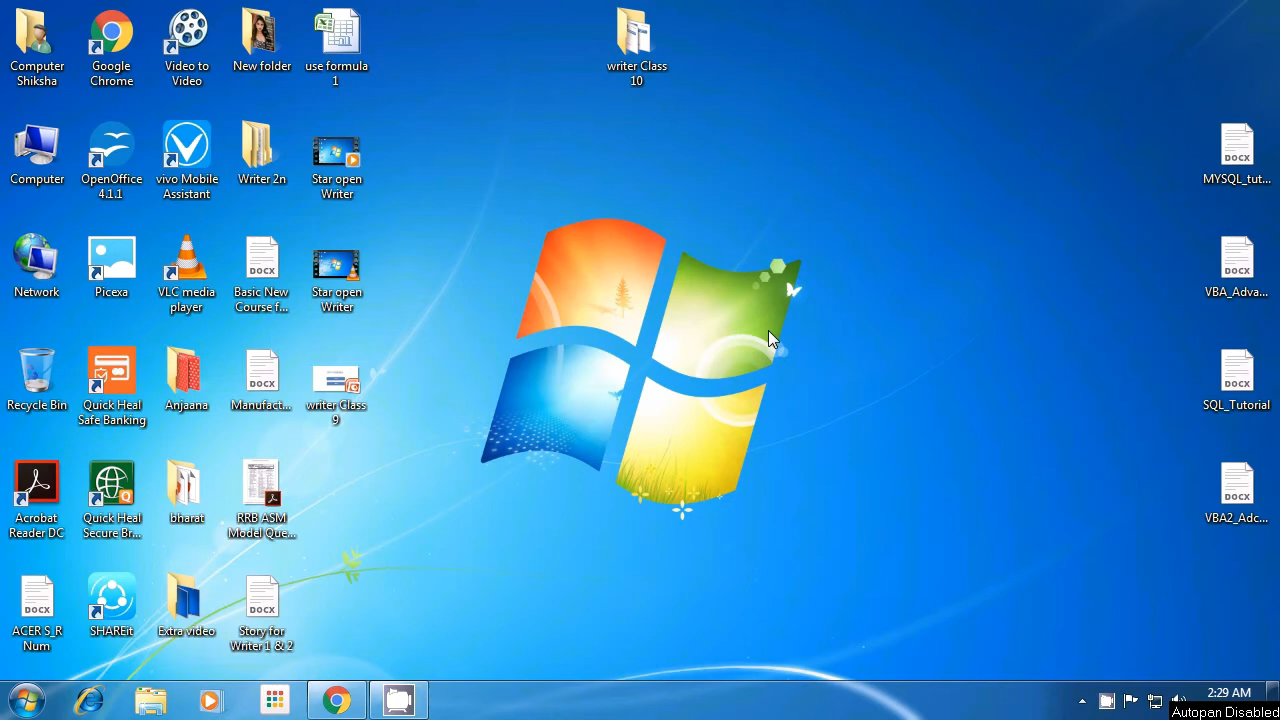 Computer Shiksha
Google Chrome
Video to Video
New folder
use formula 1
writer Class 10
Computer
OpenOffice 4.1.1
vivo Mobile Assistant
Writer 2n
Star open Writer
MYSQL_tut...
DOCX
Network
Picexa
VLC media player
Basic New Course f...
DOCX
Star open Writer
VBA_Adva...
DOCX
Recycle Bin
Quick Heal Safe Banking
Anjaana
Manufact...
DOCX
writer Class 9
SQL_Tutorial
DOCX
Acrobat Reader DC
Quick Heal Secure Br...
bharat
RRB ASM Model Que...
VBA2_Adc...
DOCX
ACER S_R Num
DOCX
SHAREit
Extra video
Story for Writer 1 & 2
DOCX
2:29 AM
Autopan Disabled